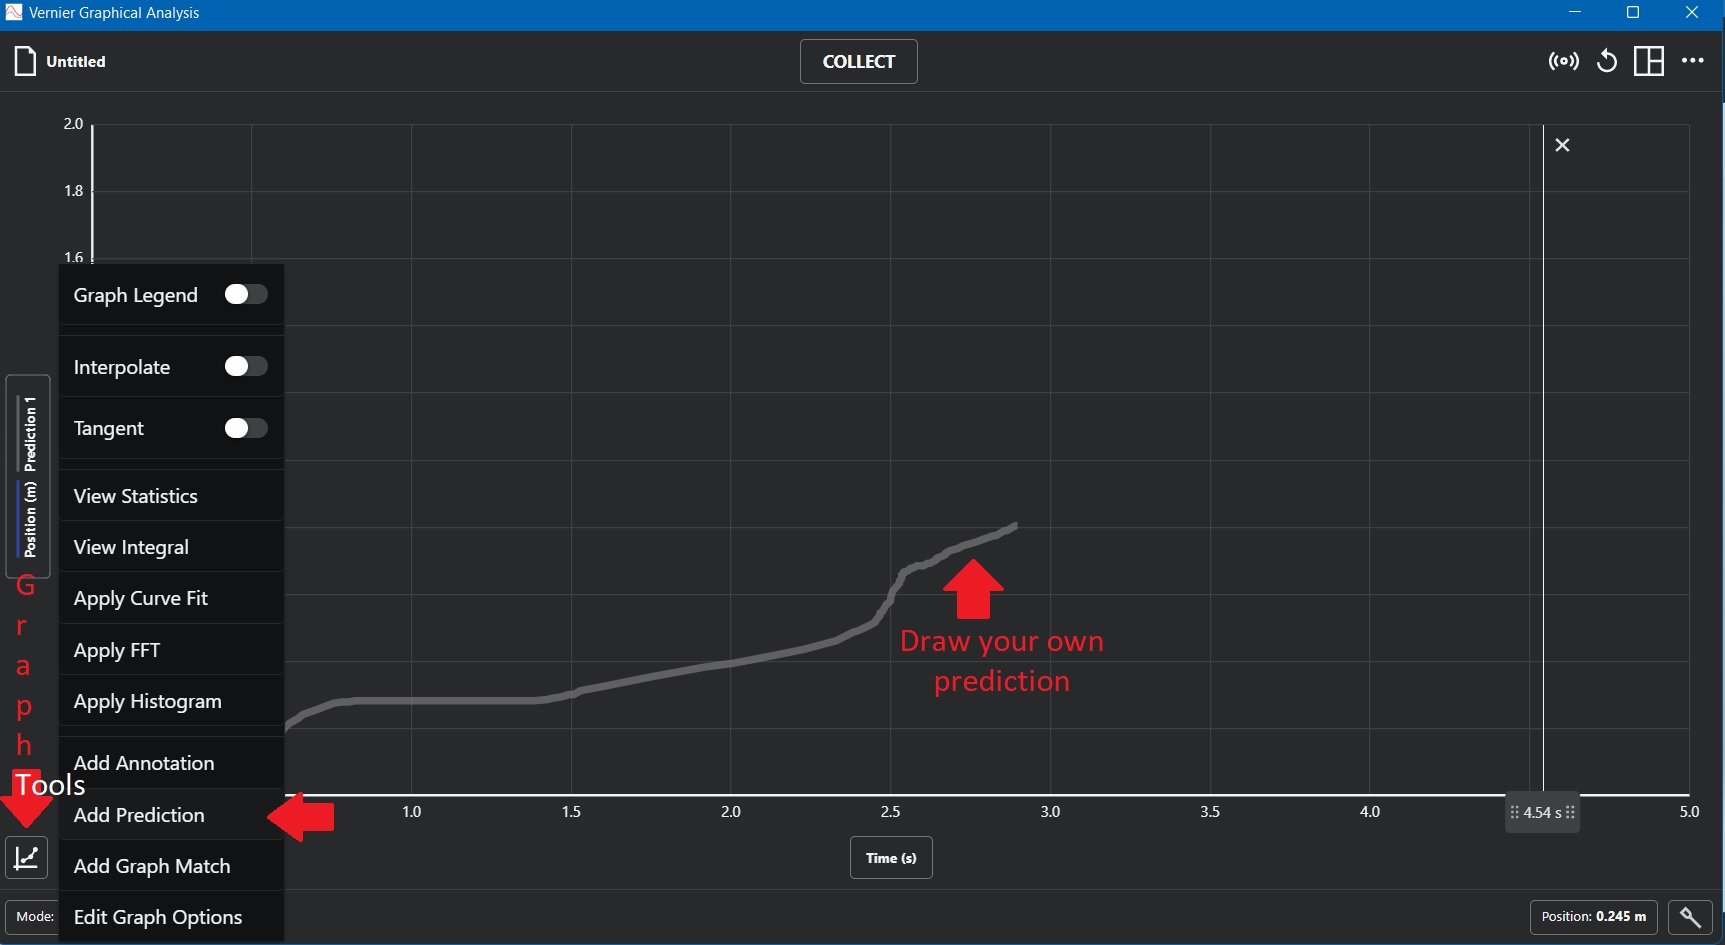 Vernier Graphical Analysis
Untitled
COLLECT
2.0
1.8
1.6
Graph Legend
Interpolate
Tangent
View Statistics
View Integral
Apply Curve Fit
Apply FFT
Apply Histogram
Add Annotation
Add Prediction
Add Graph Match
Edit Graph Options
Prediction 1
Position (m)
G
r
a
p
h
Tools
Draw your own
prediction
1.0 1.5 2.0 2.5 3.0 3.5 4.0 4.54 s 5.0
Time (s)
Mode:
Position: 0.245 m